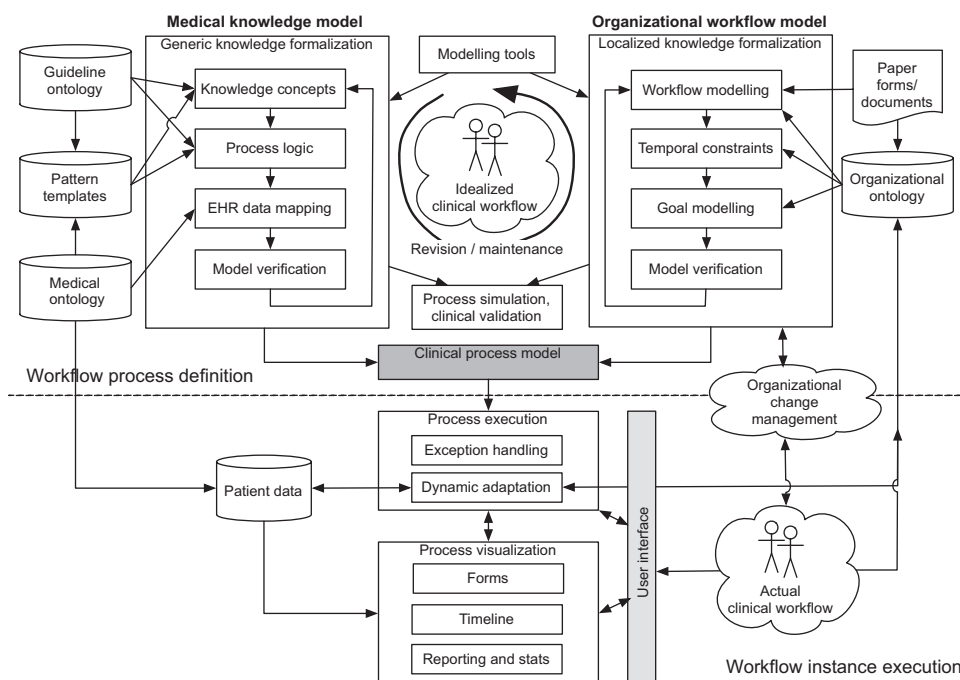 Medical knowledge model
Organizational workflow model
Generic knowledge formalization
Modelling tools
Localized knowledge formalization
Guideline
ontology
Knowledge concepts
Workflow modelling
Paper
forms/
documents
Process logic
Temporal constraints
Pattern
templates
Idealized
clinical workflow
Organizational
ontology
EHR data mapping
Goal modelling
Revision / maintenance
Medical
ontology
Model verification
Model verification
Process simulation,
clinical validation
Clinical process model
Workflow process definition
Organizational
change
management
Process execution
Exception handling
Patient data
Dynamic adaptation
User interface
Process visualization
Forms
Actual
clinical workflow
Timeline
Reporting and stats
Workflow instance execution